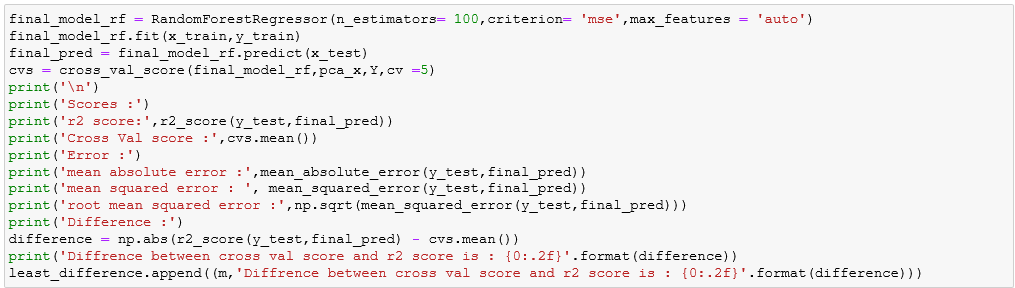 final_model_rf = RandomForestRegressor(n_estimators= 100,criterion= 'mse',max_features = 'auto')
final_model_rf.fit(x_train,y_train)
final_pred = final_model_rf.predict(x_test)
cvs = cross_val_score(final_model_rf,pca_x,Y,cv =5)
print('\n')
print('Scores :')
print('r2 score:',r2_score(y_test,final_pred))
print('Cross Val score :',cvs.mean())
print('Error :')
print('mean absolute error :',mean_absolute_error(y_test,final_pred))
print('mean squared error : ', mean_squared_error(y_test,final_pred))
print('root mean squared error :',np.sqrt(mean_squared_error(y_test,final_pred)))
print('Difference :')
difference = np.abs(r2_score(y_test,final_pred) - cvs.mean())
print('Diffrence between cross val score and r2 score is : {0:.2f}'.format(difference))
least_difference.append((m,'Diffrence between cross val score and r2 score is : {0:.2f}'.format(difference)))